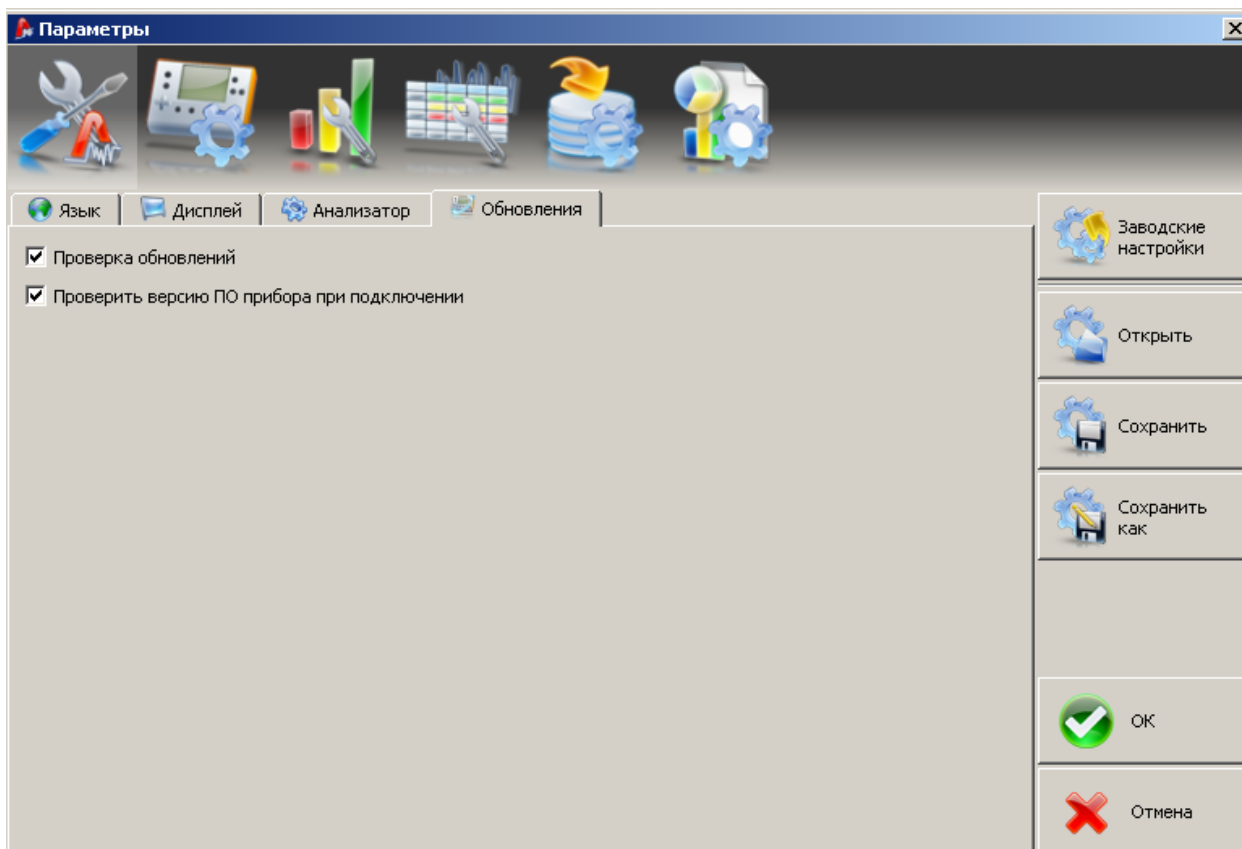 Параметры
Язык
Дисплей
Анализатор
Обновления
Проверка обновлений
Проверить версию ПО прибора при подключении
Заводские
настройки
Открыть
Сохранить
Сохранить
как
ОК
Отмена